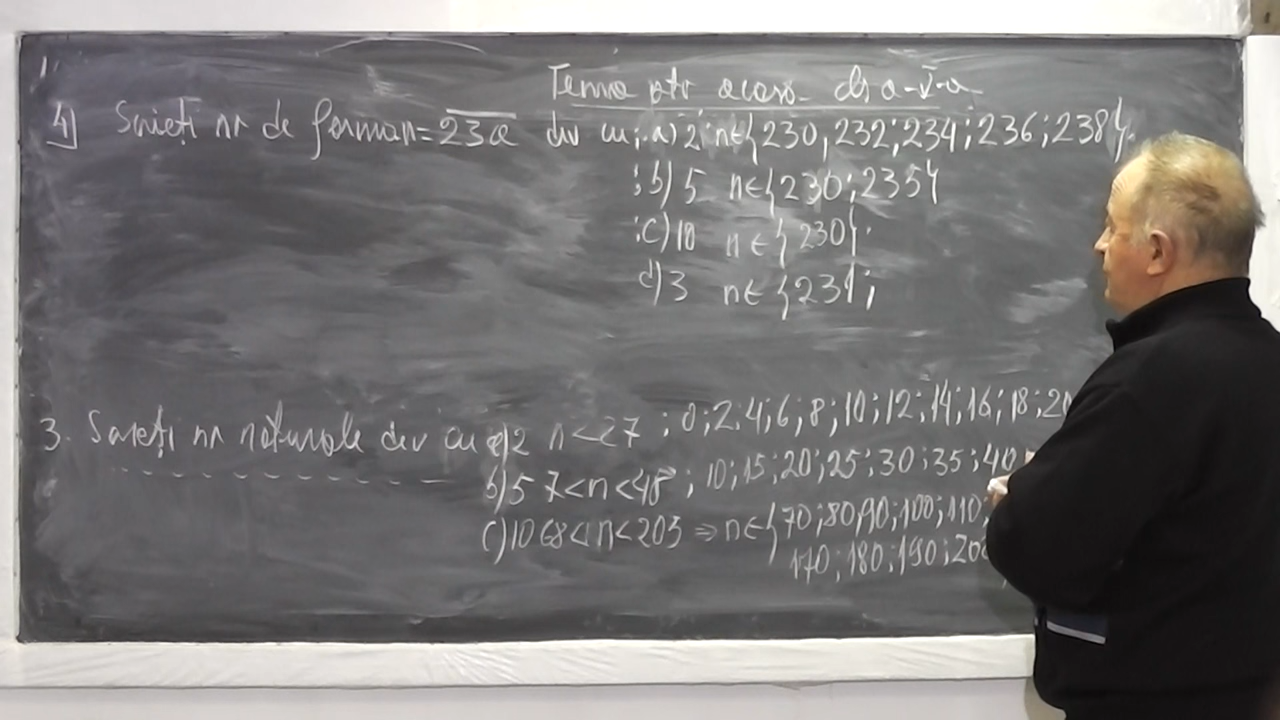 Temă ptr acasă cls a-V-a
4) Scrieți nr de forma n=23a div cu: a) 2; n∈{230; 232; 234; 236; 238}.
; b) 5 n∈{230; 235}
; c) 10 n∈{230}.
d) 3 n∈{231;
3. Scrieți nr naturale div cu a) 2 n<27 ; 0; 2; 4; 6; 8; 10; 12; 14; 16; 18; 20
b) 5 7<n<48 ; 10; 15; 20; 25; 30; 35; 40
c) 10 68<n<203 ⇒ n∈{70; 80; 90; 100; 110;
170; 180; 190; 200